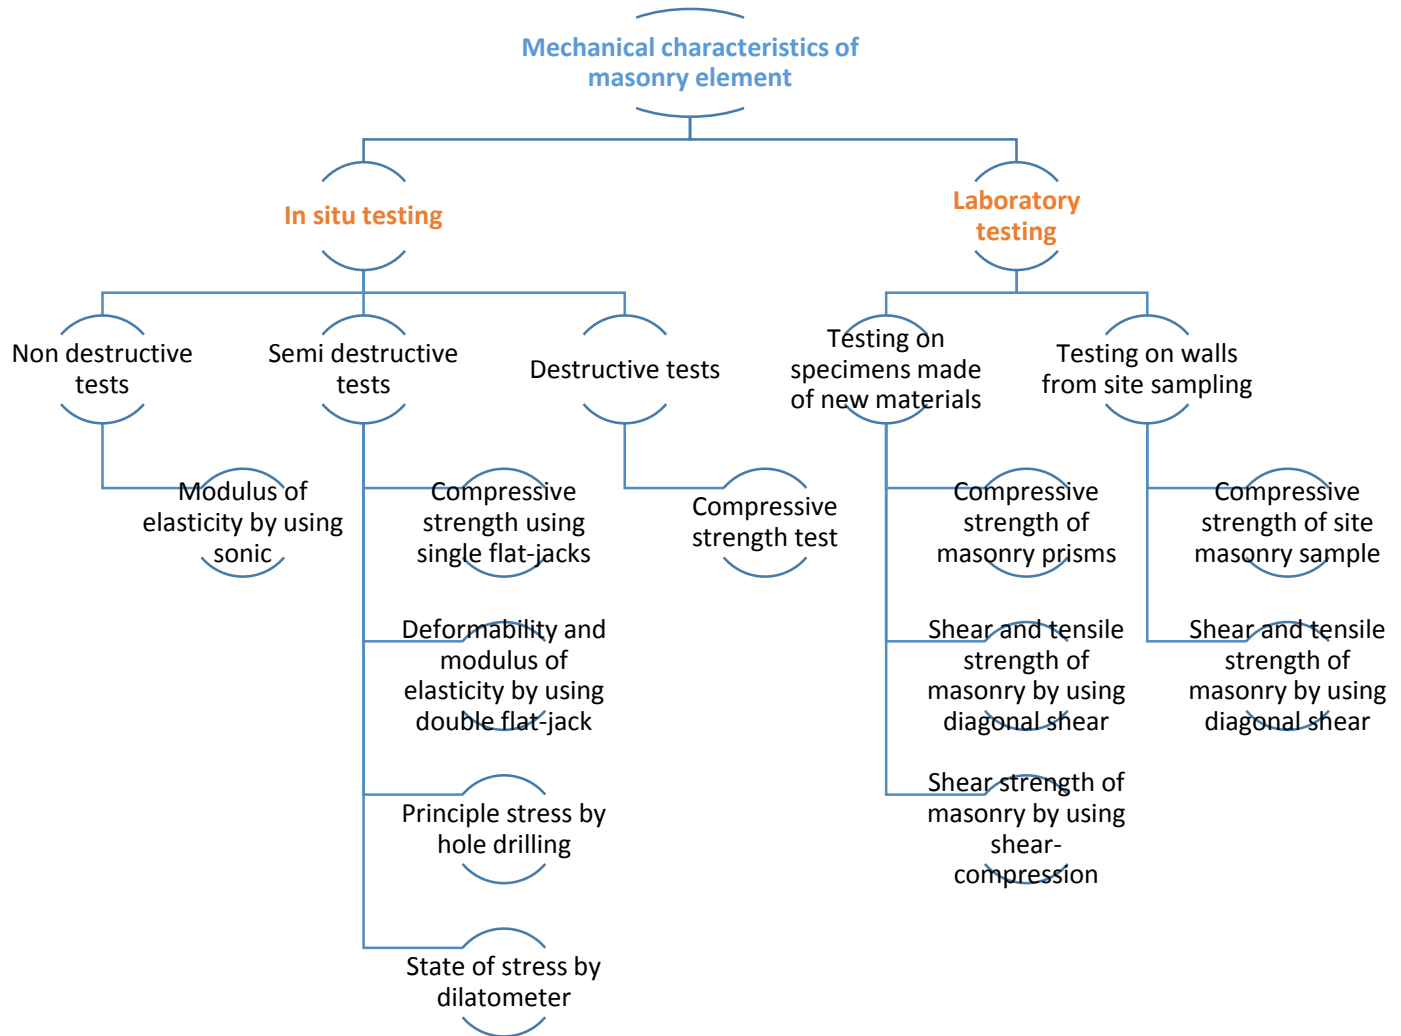 Mechanical characteristics of
masonry element
In situ testing
Laboratory
testing
Non destructive
tests
Semi destructive
tests
Destructive tests
Testing on
specimens made
of new materials
Testing on walls
from site sampling
Modulus of
elasticity by using
sonic
Compressive
strength using
single flat-jacks
Compressive
strength test
Compressive
strength of
masonry prisms
Compressive
strength of site
masonry sample
Deformability and
modulus of
elasticity by using
double flat-jack
Shear and tensile
strength of
masonry by using
diagonal shear
Shear and tensile
strength of
masonry by using
diagonal shear
Principle stress by
hole drilling
Shear strength of
masonry by using
shear-
compression
State of stress by
dilatometer